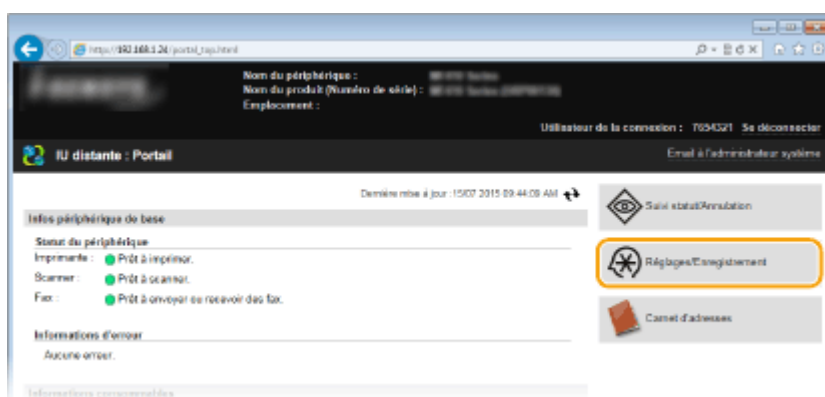 http://192.168.1.24/portal_top.html
Nom du périphérique :
Nom du produit (Numéro de série) :
Emplacement :
Utilisateur de la connexion : 7654321 Se déconnecter
IU distante : Portail
Email à l'administrateur système
Dernière mise à jour :15/07 2015 09:44:09 AM
Infos périphérique de base
Statut du périphérique
Imprimante : Prêt à imprimer.
Scanner : Prêt à scanner.
Fax : Prêt à envoyer ou recevoir des fax.
Informations d'erreur
Aucune erreur.
Informations consommables
Suivi statut/Annulation
Réglages/Enregistrement
Carnet d'adresses